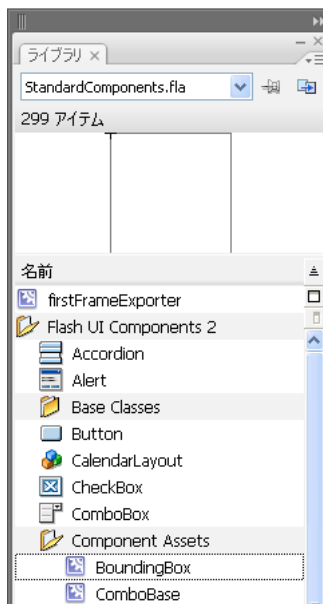 ライブラリ
StandardComponents.fla
299 アイテム
名前
firstFrameExporter
Flash UI Components 2
Accordion
Alert
Base Classes
Button
CalendarLayout
CheckBox
ComboBox
Component Assets
BoundingBox
ComboBase